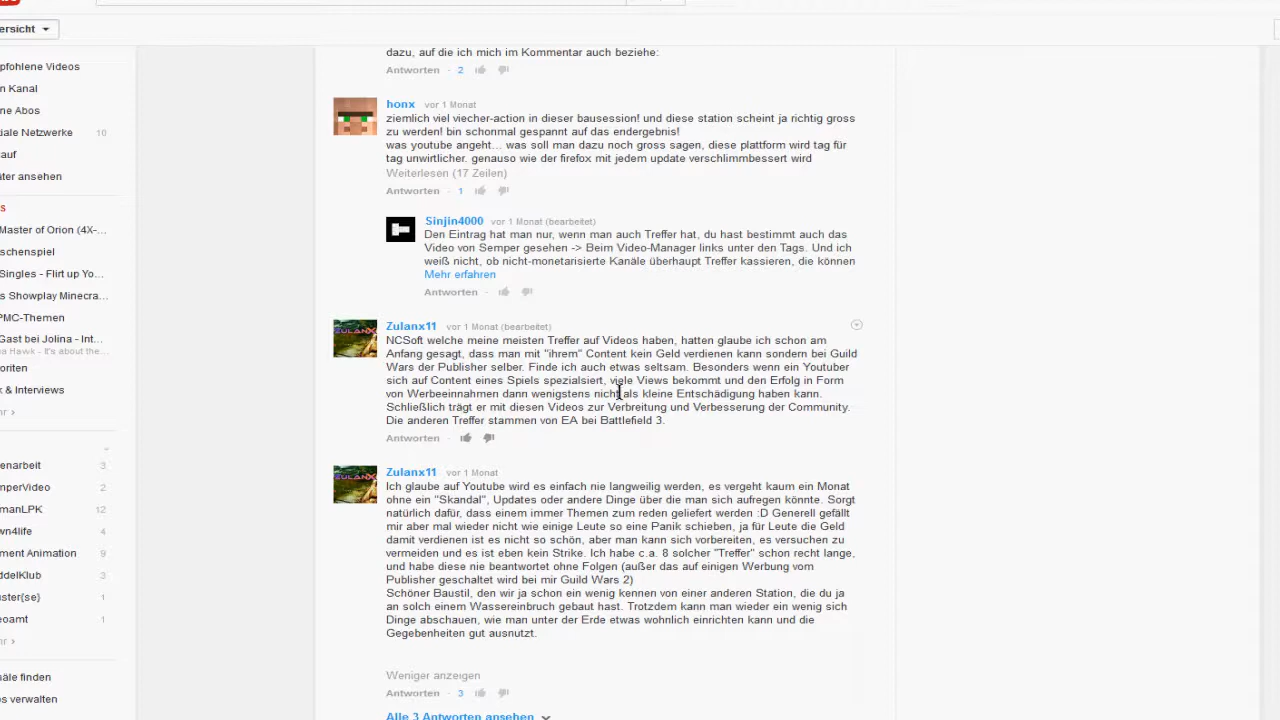 ersicht
pfohlene Videos
n Kanal
ne Abos
iale Netzwerke 10
auf
äter ansehen
s
Master of Orion (4X-...
schenspiel
Singles - Flirt up Yo...
s Showplay Minecra...
PMC-Themen
Gast bei Jolina - Int...
a Hawk - It's about the...
oriten
k & Interviews
hr ›
enarbeit 3
mperVideo 2
manLPK 12
wn4life 4
ment Animation 9
ddelKlub 3
uster{se} 1
eoamt 1
hr ›
äle finden
s verwalten
dazu, auf die ich mich im Kommentar auch beziehe:
Antworten · 2
honx vor 1 Monat
ziemlich viel viecher-action in dieser bausession! und diese station scheint ja richtig gross
zu werden! bin schonmal gespannt auf das endergebnis!
was youtube angeht... was soll man dazu noch gross sagen, diese plattform wird tag für
tag unwirtlicher. genauso wie der firefox mit jedem update verschlimmbessert wird
Weiterlesen (17 Zeilen)
Antworten · 1
Sinjin4000 vor 1 Monat (bearbeitet)
Den Eintrag hat man nur, wenn man auch Treffer hat, du hast bestimmt auch das
Video von Semper gesehen -> Beim Video-Manager links unter den Tags. Und ich
weiß nicht, ob nicht-monetarisierte Kanäle überhaupt Treffer kassieren, die können
Mehr erfahren
Antworten ·
Zulanx11 vor 1 Monat (bearbeitet)
NCSoft welche meine meisten Treffer auf Videos haben, hatten glaube ich schon am
Anfang gesagt, dass man mit "ihrem" Content kein Geld verdienen kann sondern bei Guild
Wars der Publisher selber. Finde ich auch etwas seltsam. Besonders wenn ein Youtuber
sich auf Content eines Spiels spezialsiert, viele Views bekommt und den Erfolg in Form
von Werbeeinnahmen dann wenigstens nicht als kleine Entschädigung haben kann.
Schließlich trägt er mit diesen Videos zur Verbreitung und Verbesserung der Community.
Die anderen Treffer stammen von EA bei Battlefield 3.
Antworten ·
Zulanx11 vor 1 Monat
Ich glaube auf Youtube wird es einfach nie langweilig werden, es vergeht kaum ein Monat
ohne ein "Skandal", Updates oder andere Dinge über die man sich aufregen könnte. Sorgt
natürlich dafür, dass einem immer Themen zum reden geliefert werden :D Generell gefällt
mir aber mal wieder nicht wie einige Leute so eine Panik schieben, ja für Leute die Geld
damit verdienen ist es nicht so schön, aber man kann sich vorbereiten, es versuchen zu
vermeiden und es ist eben kein Strike. Ich habe c.a. 8 solcher "Treffer" schon recht lange,
und habe diese nie beantwortet ohne Folgen (außer das auf einigen Werbung vom
Publisher geschaltet wird bei mir Guild Wars 2)
Schöner Baustil, den wir ja schon ein wenig kennen von einer anderen Station, die du ja
an solch einem Wassereinbruch gebaut hast. Trotzdem kann man wieder ein wenig sich
Dinge abschauen, wie man unter der Erde etwas wohnlich einrichten kann und die
Gegebenheiten gut ausnutzt.
Weniger anzeigen
Antworten · 3
Alle 3 Antworten ansehen